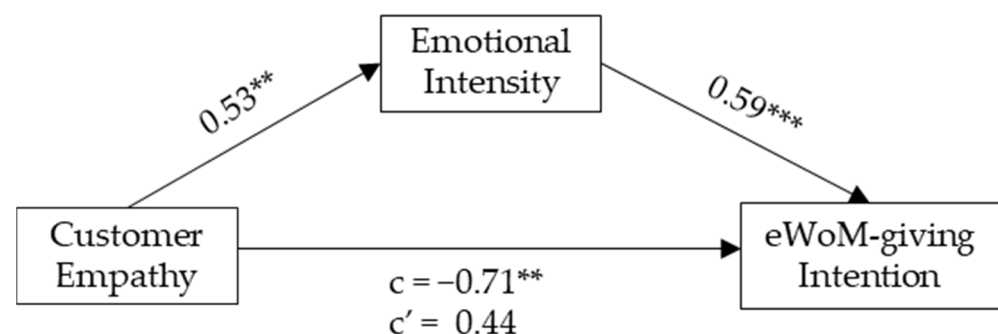 Emotional
Intensity
0.53**
0.59***
Customer
Empathy
eWoM-giving
Intention
c = −0.71**
c′ = 0.44